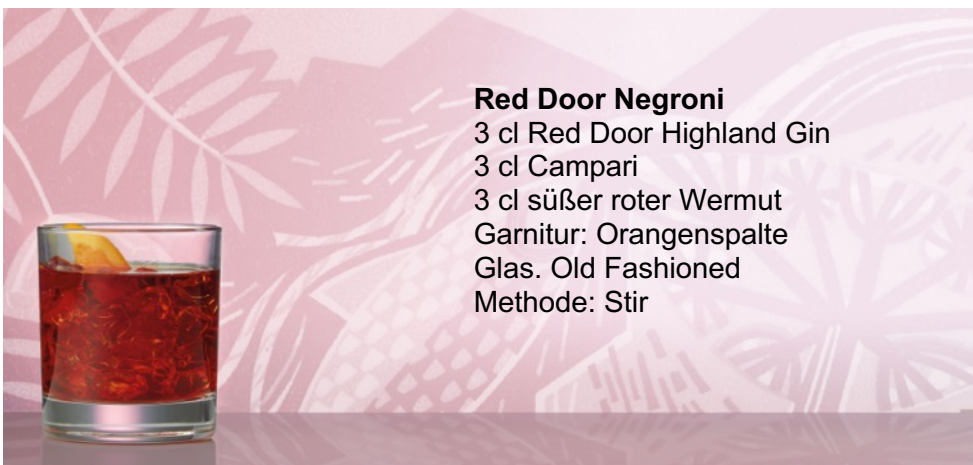 Red Door Negroni
3 cl Red Door Highland Gin
3 cl Campari
3 cl süßer roter Wermut
Garnitur: Orangenspalte
Glas. Old Fashioned
Methode: Stir